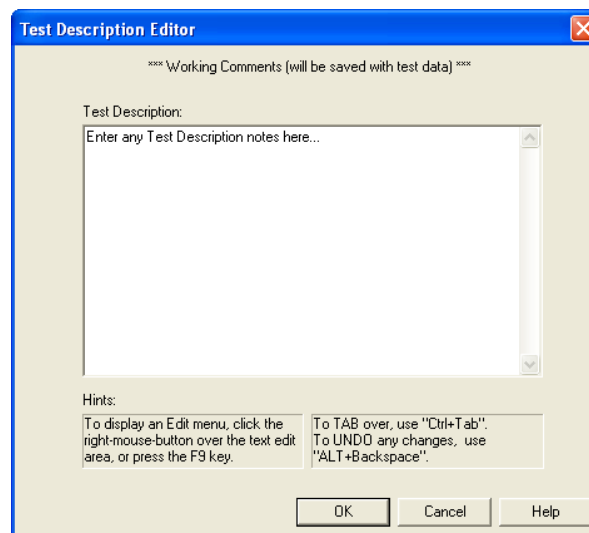 Test Description Editor
*** Working Comments (will be saved with test data) ***
Test Description:
Enter any Test Description notes here...
Hints:
To display an Edit menu, click the
right-mouse-button over the text edit
area, or press the F9 key.
To TAB over, use "Ctrl+Tab".
To UNDO any changes,  use
"ALT+Backspace".
OK
Cancel
Help